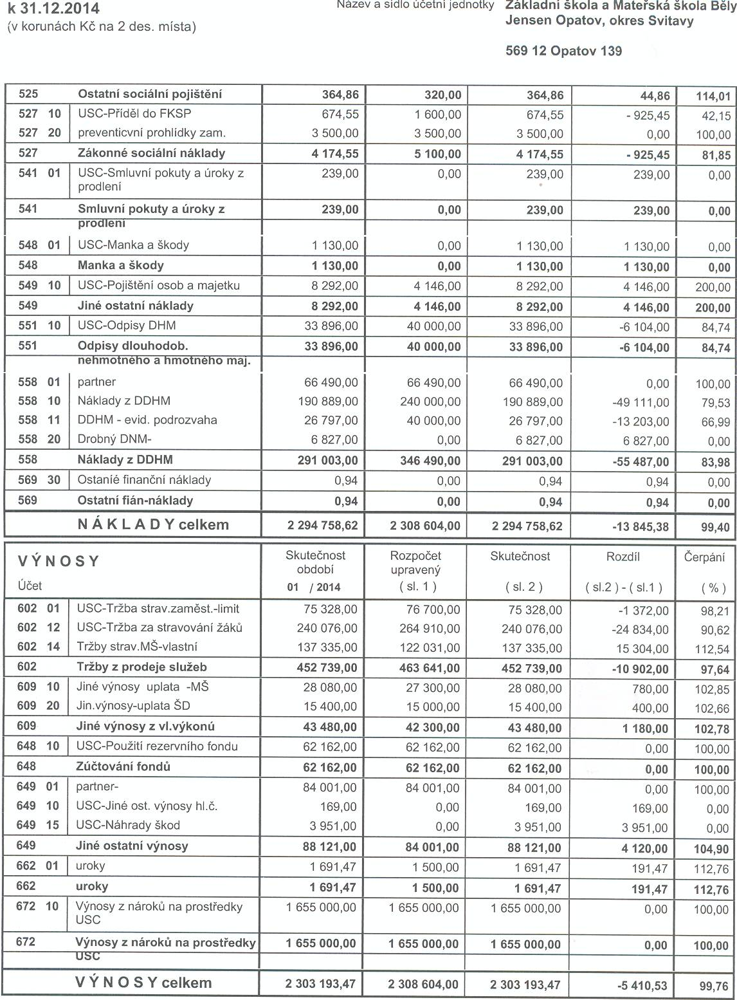 k 31.12.2014
Název a sídlo účetní jednotky Základní škola a Mateřská škola Běly
(v korunách Kč na 2 des. místa)
Jensen Opatov, okres Svitavy
569 12 Opatov 139
525 Ostatní sociální pojištění 364,86 320,00 364,86 44,86 114,01
527 10 USC-Příděl do FKSP 674,55 1 600,00 674,55 - 925,45 42,15
527 20 preventicvní prohlídky zam. 3 500,00 3 500,00 3 500,00 0,00 100,00
527 Zákonné sociální náklady 4 174,55 5 100,00 4 174,55 - 925,45 81,85
541 01 USC-Smluvní pokuty a úroky z 239,00 0,00 239,00 239,00 0,00
prodlení
541 Smluvní pokuty a úroky z 239,00 0,00 239,00 239,00 0,00
prodlení
548 01 USC-Manka a škody 1 130,00 0,00 1 130,00 1 130,00 0,00
548 Manka a škody 1 130,00 0,00 1 130,00 1 130,00 0,00
549 10 USC-Pojištění osob a majetku 8 292,00 4 146,00 8 292,00 4 146,00 200,00
549 Jiné ostatní náklady 8 292,00 4 146,00 8 292,00 4 146,00 200,00
551 10 USC-Odpisy DHM 33 896,00 40 000,00 33 896,00 -6 104,00 84,74
551 Odpisy dlouhodob. 33 896,00 40 000,00 33 896,00 -6 104,00 84,74
nehmotného a hmotného maj.
558 01 partner 66 490,00 66 490,00 66 490,00 0,00 100,00
558 10 Náklady z DDHM 190 889,00 240 000,00 190 889,00 -49 111,00 79,53
558 11 DDHM - evid. podrozvaha 26 797,00 40 000,00 26 797,00 -13 203,00 66,99
558 20 Drobný DNM- 6 827,00 0,00 6 827,00 6 827,00 0,00
558 Náklady z DDHM 291 003,00 346 490,00 291 003,00 -55 487,00 83,98
569 30 Ostaníé finanční náklady 0,94 0,00 0,94 0,94 0,00
569 Ostatní fián-náklady 0,94 0,00 0,94 0,94 0,00
N Á K L A D Y celkem 2 294 758,62 2 308 604,00 2 294 758,62 -13 845,38 99,40
V Ý N O S Y Skutečnost Rozpočet Skutečnost Rozdíl Čerpání
období upravený
Účet 01 / 2014 ( sl. 1 ) ( sl. 2 ) ( sl.2 ) - ( sl.1 ) ( % )
602 01 USC-Tržba strav.zaměst.-limit 75 328,00 76 700,00 75 328,00 -1 372,00 98,21
602 12 USC-Tržba za stravování žáků 240 076,00 264 910,00 240 076,00 -24 834,00 90,62
602 14 Tržby strav.MŠ-vlastní 137 335,00 122 031,00 137 335,00 15 304,00 112,54
602 Tržby z prodeje služeb 452 739,00 463 641,00 452 739,00 -10 902,00 97,64
609 10 Jiné výnosy uplata -MŠ 28 080,00 27 300,00 28 080,00 780,00 102,85
609 20 Jin.výnosy-uplata ŠD 15 400,00 15 000,00 15 400,00 400,00 102,66
609 Jiné výnosy z vl.výkonú 43 480,00 42 300,00 43 480,00 1 180,00 102,78
648 10 USC-Použití rezervního fondu 62 162,00 62 162,00 62 162,00 0,00 100,00
648 Zúčtování fondů 62 162,00 62 162,00 62 162,00 0,00 100,00
649 01 partner- 84 001,00 84 001,00 84 001,00 0,00 100,00
649 10 USC-Jiné ost. výnosy hl.č. 169,00 0,00 169,00 169,00 0,00
649 15 USC-Náhrady škod 3 951,00 0,00 3 951,00 3 951,00 0,00
649 Jiné ostatní výnosy 88 121,00 84 001,00 88 121,00 4 120,00 104,90
662 01 uroky 1 691,47 1 500,00 1 691,47 191,47 112,76
662 uroky 1 691,47 1 500,00 1 691,47 191,47 112,76
672 10 Výnosy z nároků na prostředky 1 655 000,00 1 655 000,00 1 655 000,00 0,00 100,00
USC
672 Výnosy z nároků na prostředky 1 655 000,00 1 655 000,00 1 655 000,00 0,00 100,00
USC
V Ý N O S Y celkem 2 303 193,47 2 308 604,00 2 303 193,47 -5 410,53 99,76